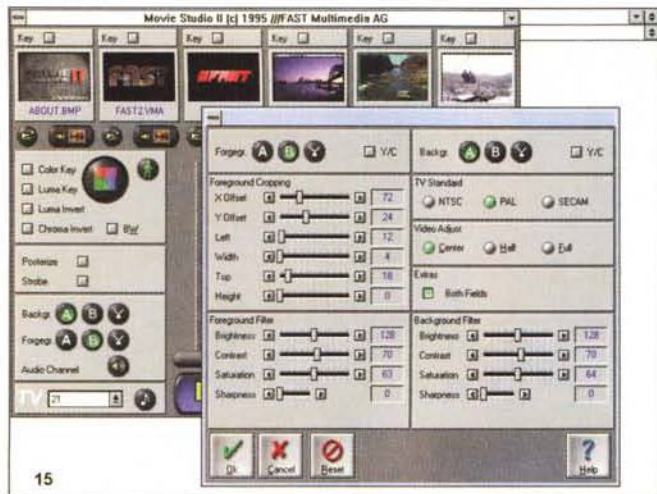 Movie Studio II (c) 1995 ///FAST Multimedia AG
Key Key Key Key Key Key
FAST
FAST
ABOUT.BMP FAST2.VMA
Color Key
Luma Key
Luma Invert
Chroma Invert BW
Posterize
Strobe
Backgr. A B Y
Foregr. A B Y
Audio Channel
TV 21
Foregr. A B Y Y/C
Foreground Cropping
X Offset 72
Y Offset 24
Left 12
Width 4
Top 18
Height 0
Foreground Filter
Brightness 128
Contrast 70
Saturation 63
Sharpness 0
Backgr. A B Y Y/C
TV Standard
NTSC PAL SECAM
Video Adjust
Center Half Full
Extras
Both Fields
Background Filter
Brightness 128
Contrast 70
Saturation 64
Sharpness 0
Ok Cancel Reset Help
15